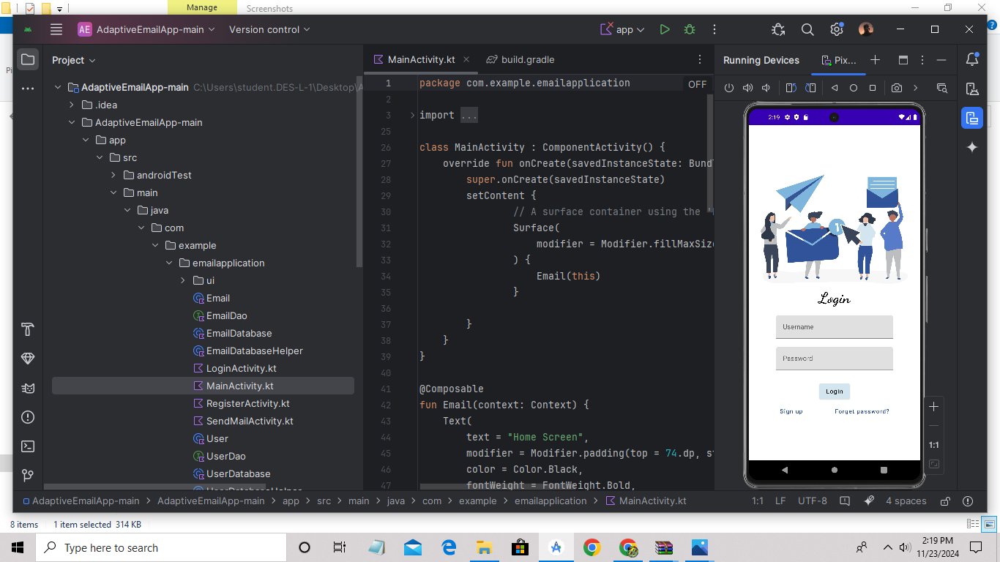 Manage
Screenshots
AE AdaptiveEmailApp-main
Version control
app
Project
MainActivity.kt
build.gradle
Running Devices
Pix...
AdaptiveEmailApp-main C:\Users\student.DES-L-1\Desktop\A
.idea
AdaptiveEmailApp-main
app
src
androidTest
main
java
com
example
emailapplication
ui
Email
EmailDao
EmailDatabase
EmailDatabaseHelper
LoginActivity.kt
MainActivity.kt
RegisterActivity.kt
SendMailActivity.kt
User
UserDao
UserDatabase
UserDatabaseHelper
OFF
1 package com.example.emailapplication
2
3 import ...
25
26 class MainActivity : ComponentActivity() {
27 override fun onCreate(savedInstanceState: Bund
28 super.onCreate(savedInstanceState)
29 setContent {
30 // A surface container using the
31 Surface(
32 modifier = Modifier.fillMaxSize
33 ) {
34 Email(this)
35 }
36
37 }
38 }
39 }
40
41 @Composable
42 fun Email(context: Context) {
43 Text(
44 text = "Home Screen",
45 modifier = Modifier.padding(top = 74.dp, st
46 color = Color.Black,
47 fontWeight = FontWeight.Bold,
2:19
1
Login
Username
Password
Login
Sign up
Forget password?
1:1
AdaptiveEmailApp-main > AdaptiveEmailApp-main > app > src > main > java > com > example > emailapplication > MainActivity.kt
1:1 LF UTF-8 4 spaces
8 items 1 item selected 314 KB
Type here to search
2:19 PM
11/23/2024